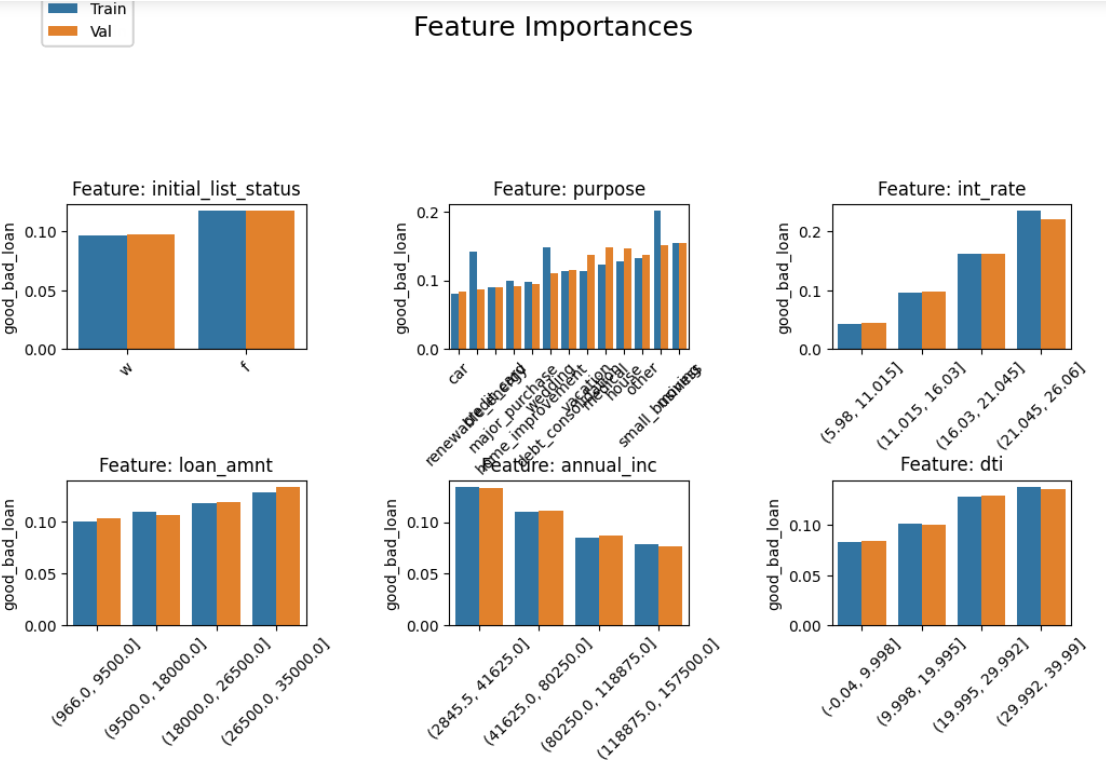 Train
Val
Feature Importances
Feature: initial_list_status
good_bad_loan
0.10
0.05
0.00
w
f
Feature: purpose
good_bad_loan
0.2
0.1
0.0
car
renewable_energy
credit_card
major_purchase
home_improvement
wedding
debt_consolidation
vacation
medical
house
other
small_business
moving
Feature: int_rate
good_bad_loan
0.2
0.1
0.0
(5.98, 11.015]
(11.015, 16.03]
(16.03, 21.045]
(21.045, 26.06]
Feature: loan_amnt
good_bad_loan
0.10
0.05
0.00
(966.0, 9500.0]
(9500.0, 18000.0]
(18000.0, 26500.0]
(26500.0, 35000.0]
Feature: annual_inc
good_bad_loan
0.10
0.05
0.00
(2845.5, 41625.0]
(41625.0, 80250.0]
(80250.0, 118875.0]
(118875.0, 157500.0]
Feature: dti
good_bad_loan
0.10
0.05
0.00
(-0.04, 9.998]
(9.998, 19.995]
(19.995, 29.992]
(29.992, 39.99]